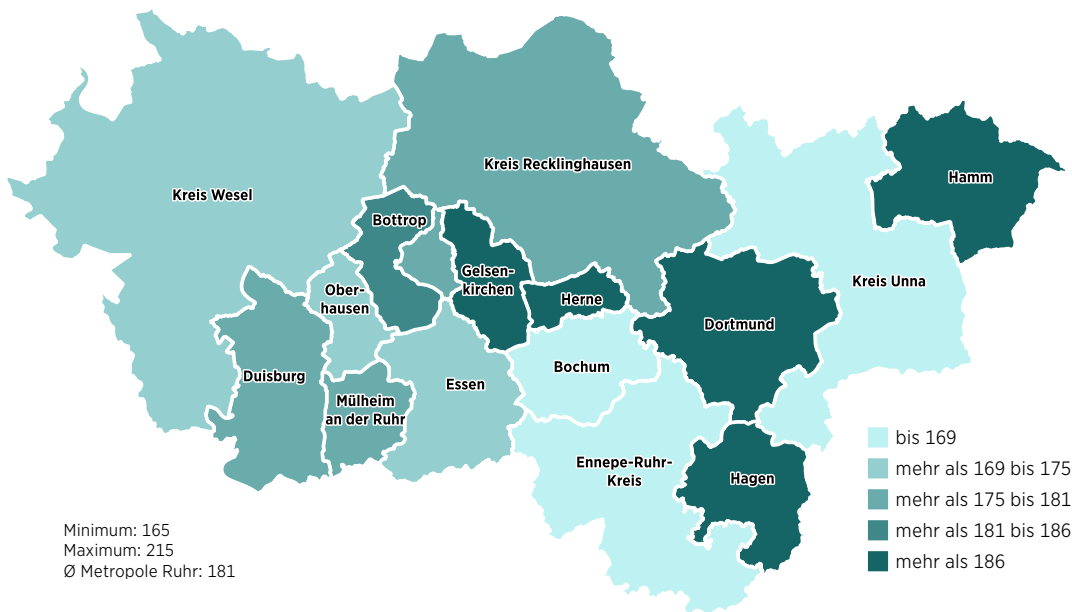 Kreis Wesel
Kreis Recklinghausen
Hamm
Bottrop
Gelsen-
kirchen
Herne
Ober-
hausen
Kreis Unna
Dortmund
Duisburg
Mülheim
an der Ruhr
Essen
Bochum
Ennepe-Ruhr-
Kreis
Hagen
bis 169
mehr als 169 bis 175
mehr als 175 bis 181
mehr als 181 bis 186
mehr als 186
Minimum: 165
Maximum: 215
Ø Metropole Ruhr: 181